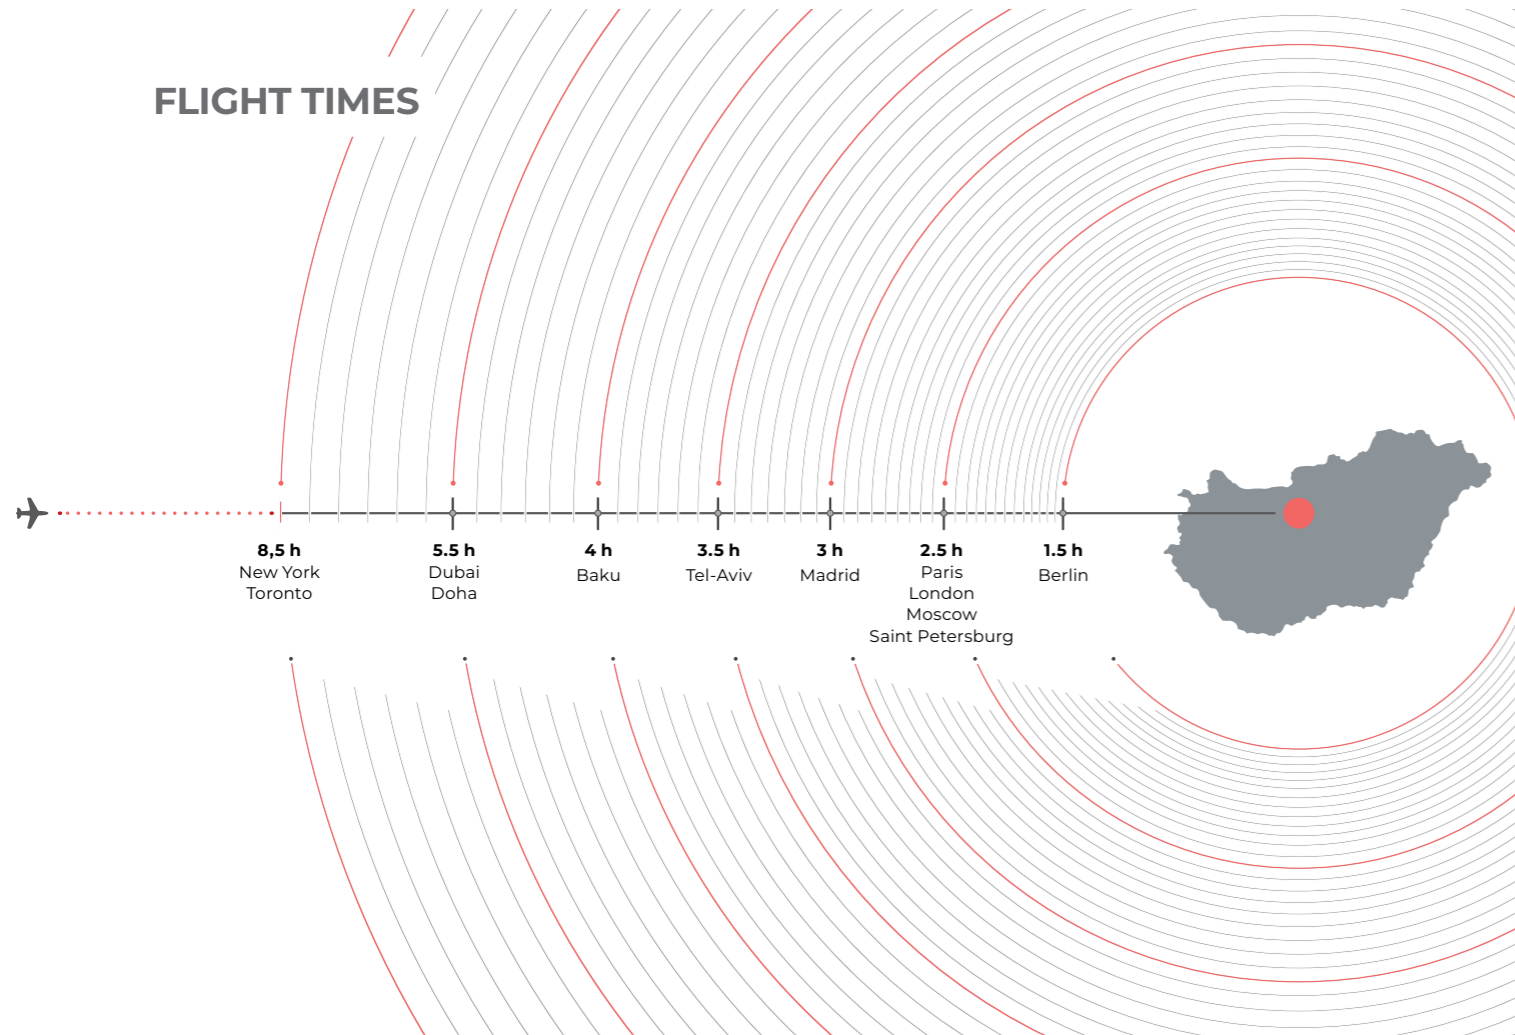 FLIGHT TIMES
8,5 h
New York
Toronto
5.5 h
Dubai
Doha
4 h
Baku
3.5 h
Tel-Aviv
3 h
Madrid
2.5 h
Paris
London
Moscow
Saint Petersburg
1.5 h
Berlin